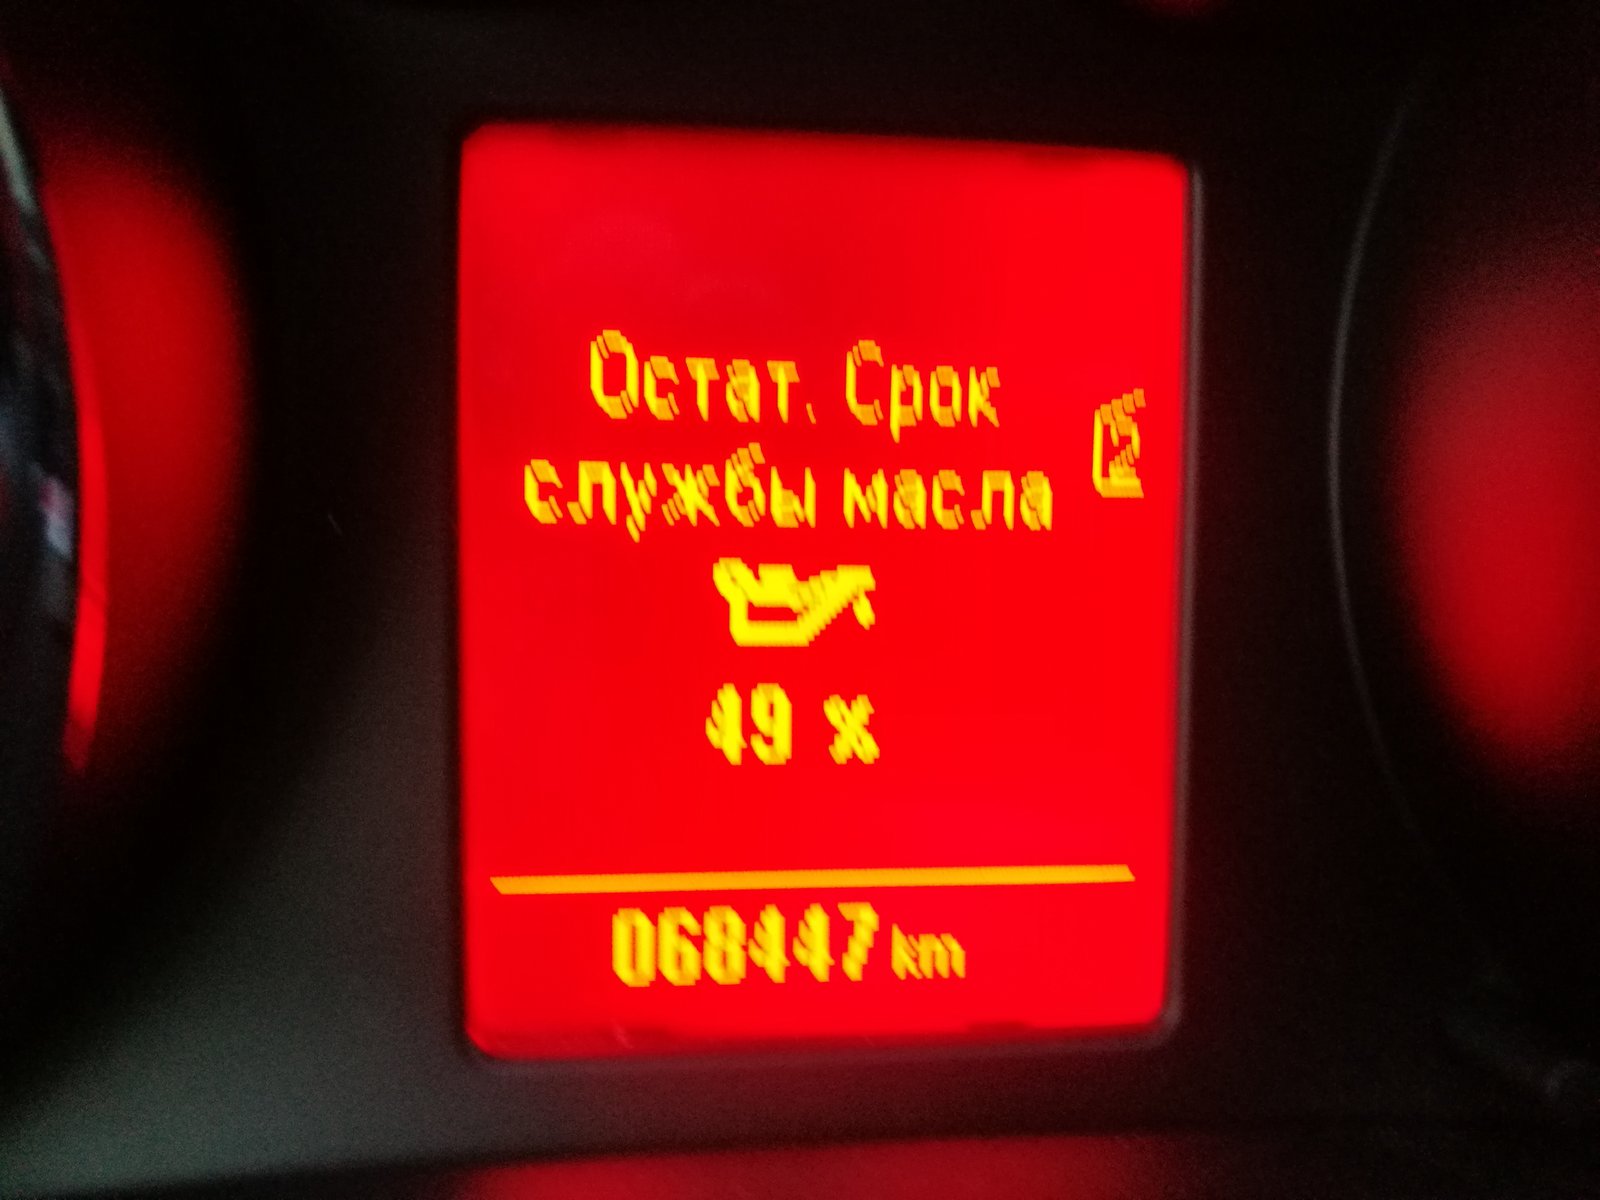 Остат. Срок
службы масла
49 %
068447 km